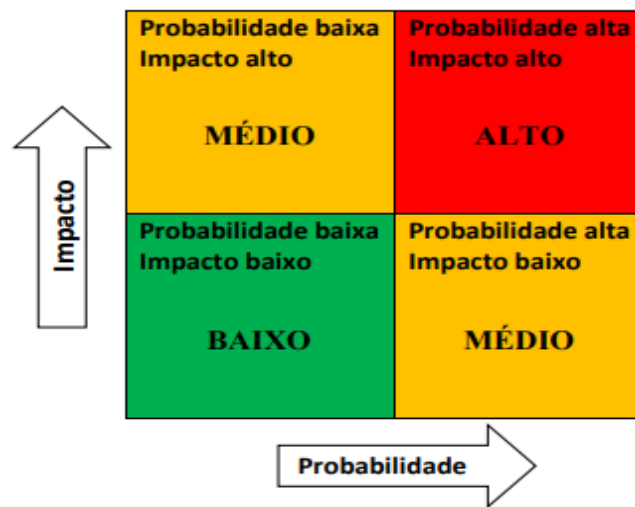 Probabilidade baixa
Impacto alto
MÉDIO
Probabilidade alta
Impacto alto
ALTO
Impacto
Probabilidade baixa
Impacto baixo
BAIXO
Probabilidade alta
Impacto baixo
MÉDIO
Probabilidade